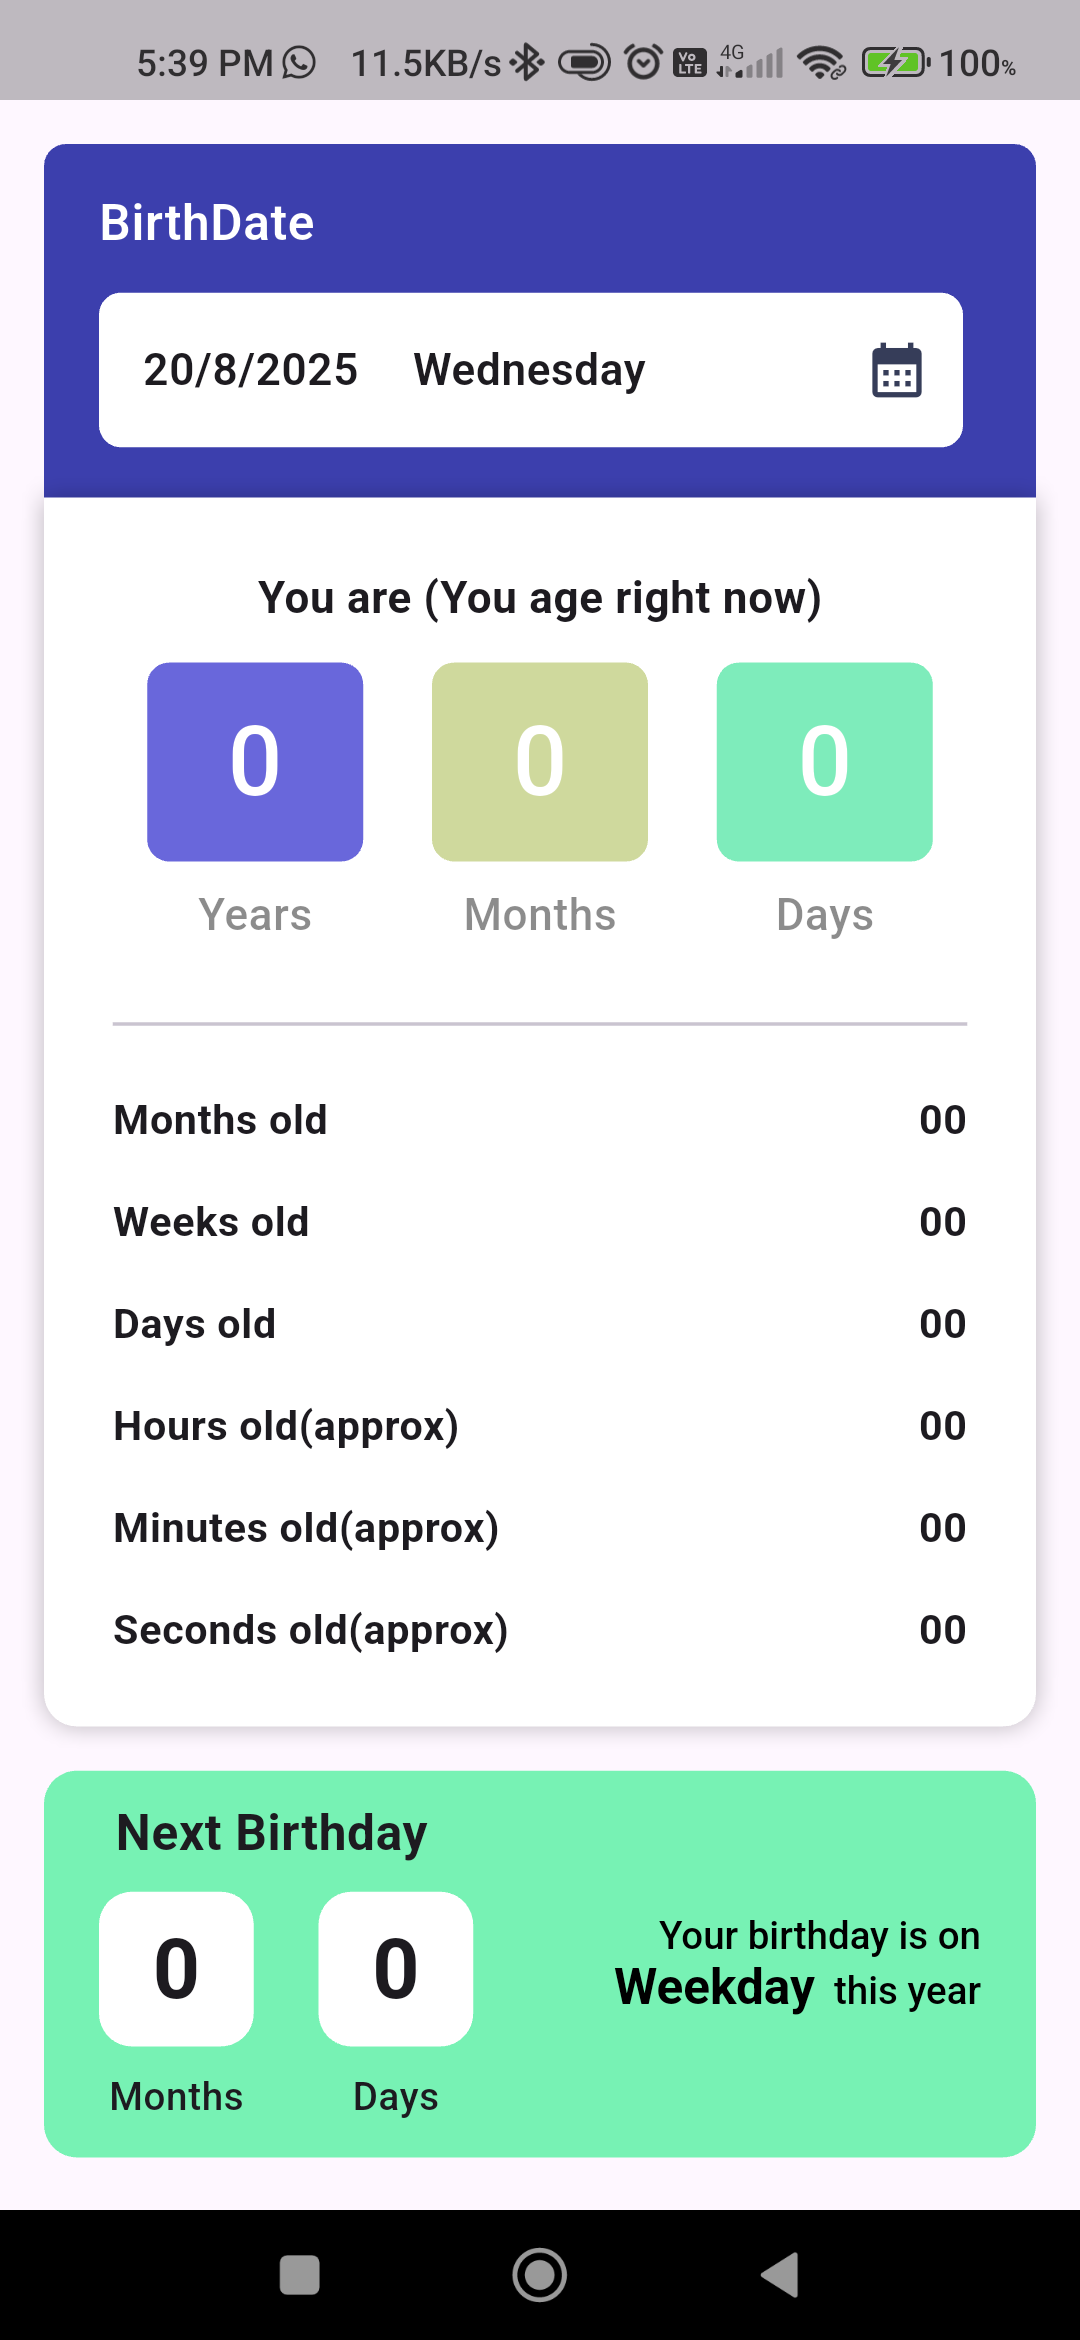 5:39 PM 11.5KB/s Vo LTE 4G 100%
BirthDate
20/8/2025 Wednesday
You are (You age right now)
0 0 0
Years Months Days
Months old 00
Weeks old 00
Days old 00
Hours old(approx) 00
Minutes old(approx) 00
Seconds old(approx) 00
Next Birthday
0 0
Months Days
Your birthday is on
Weekday this year